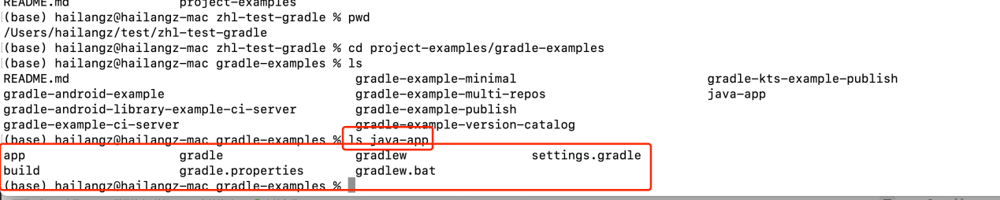 README.md project-examples
(base) hailangz@hailangz-mac zhl-test-gradle % pwd
/Users/hailangz/test/zhl-test-gradle
(base) hailangz@hailangz-mac zhl-test-gradle % cd project-examples/gradle-examples
(base) hailangz@hailangz-mac gradle-examples % ls
README.md gradle-example-minimal gradle-kts-example-publish
gradle-android-example gradle-example-multi-repos java-app
gradle-android-library-example-ci-server gradle-example-publish
gradle-example-ci-server gradle-example-version-catalog
(base) hailangz@hailangz-mac gradle-examples % ls java-app
app gradle gradlew settings.gradle
build gradle.properties gradlew.bat
(base) hailangz@hailangz-mac gradle-examples %